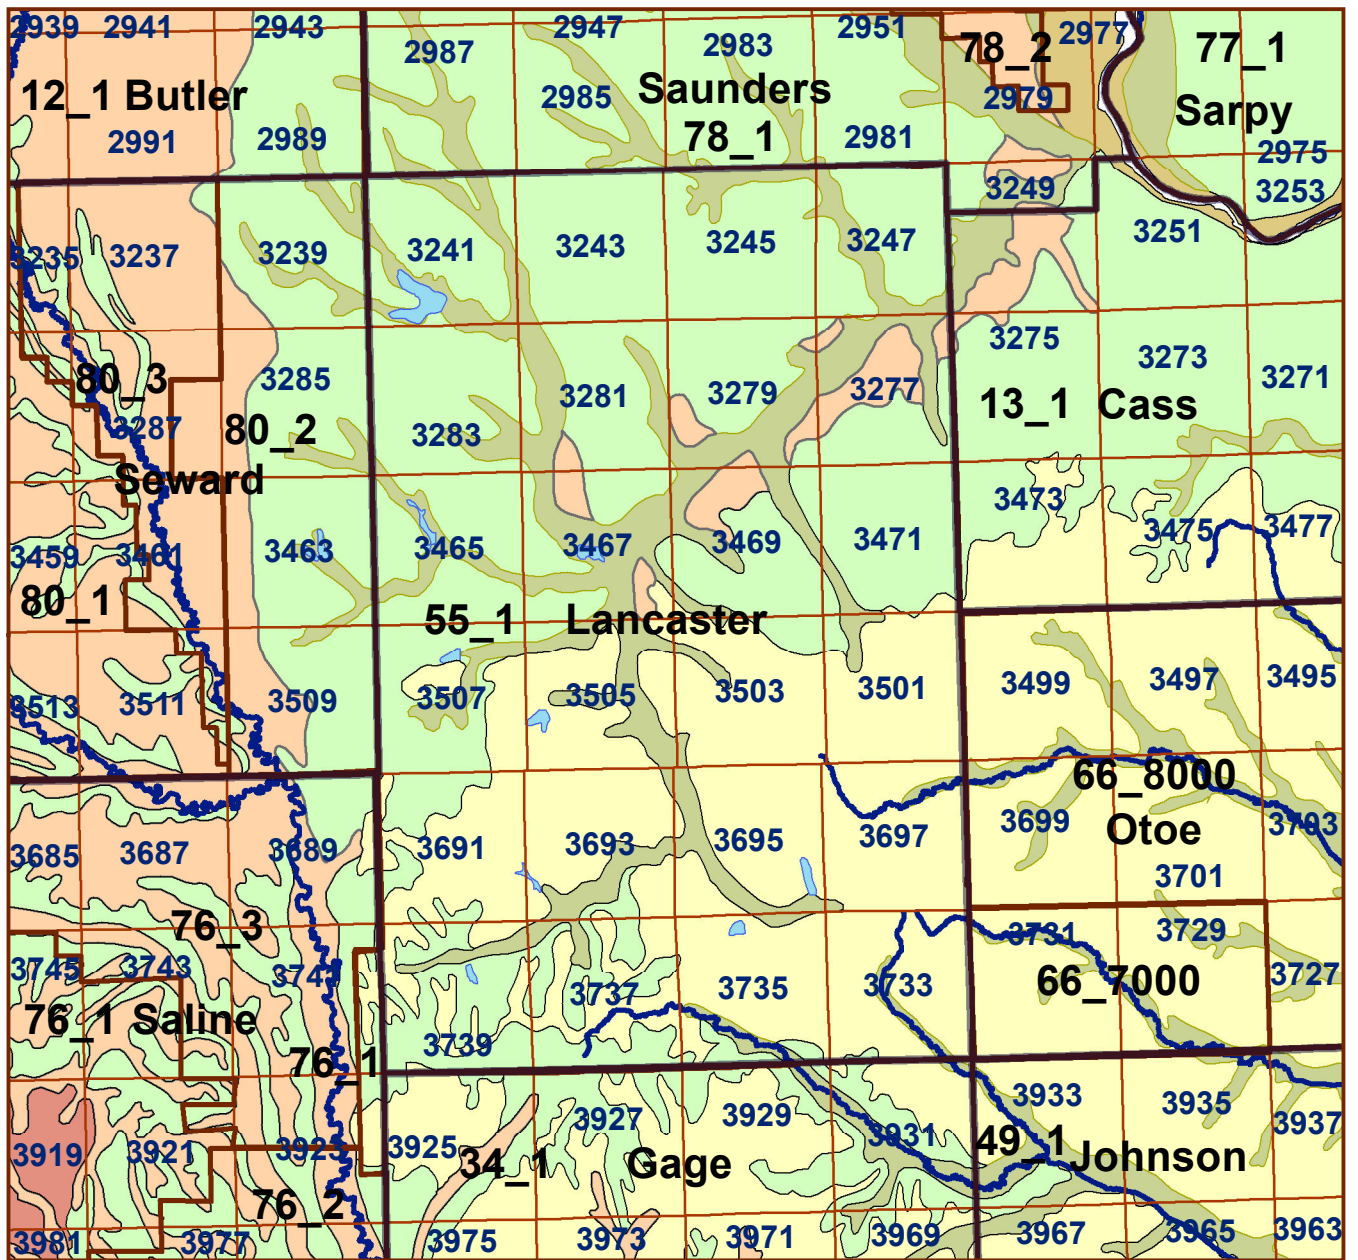 2939 2941 2943 2947 2951 2977
2987 2983 78_2 77_1
12_1 Butler 2985 Saunders 2979 Sarpy
2991 2989 78_1 2981 2975
3249 3253
3235 3237 3239 3241 3243 3245 3247 3251
3275 3273 3271
80_3 3285 3281 3279 3277 13_1 Cass
3287 80_2 3283
Seward 3473 3475 3477
3459 3461 3463 3465 3467 3469 3471
80_1 55_1 Lancaster
3513 3511 3509 3507 3505 3503 3501 3499 3497 3495
66_8000
3685 3687 3689 3691 3693 3695 3697 3699 Otoe 3703
3701
76_3 3731 3729
3745 3743 3741 3737 3735 3733 66_7000 3727
76_1 Saline 3739
76_1
3927 3929 3933 3935 3937
3919 3921 3923 3925 34_1 Gage 3931 49_1 Johnson
76_2
3981 3977 3975 3973 3971 3969 3967 3965 3963